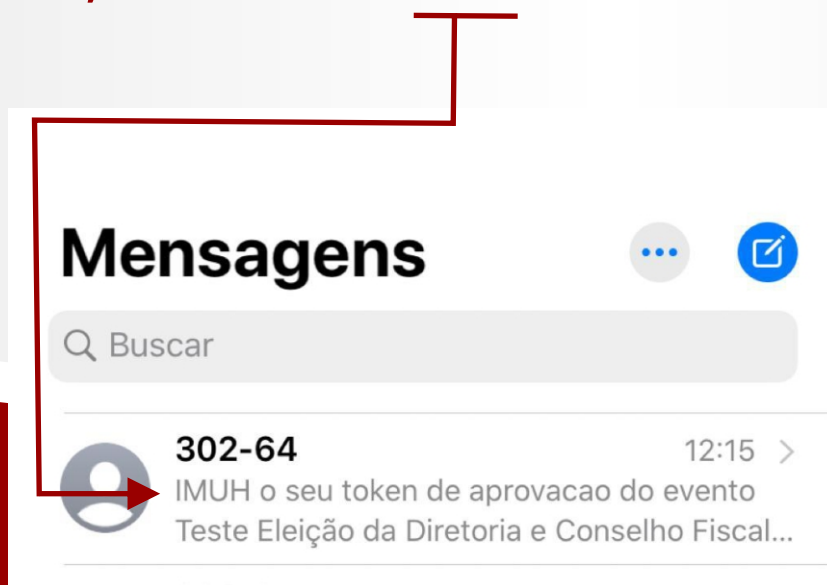 Mensagens
Buscar
302-64 12:15
IMUH o seu token de aprovacao do evento
Teste Eleição da Diretoria e Conselho Fiscal...